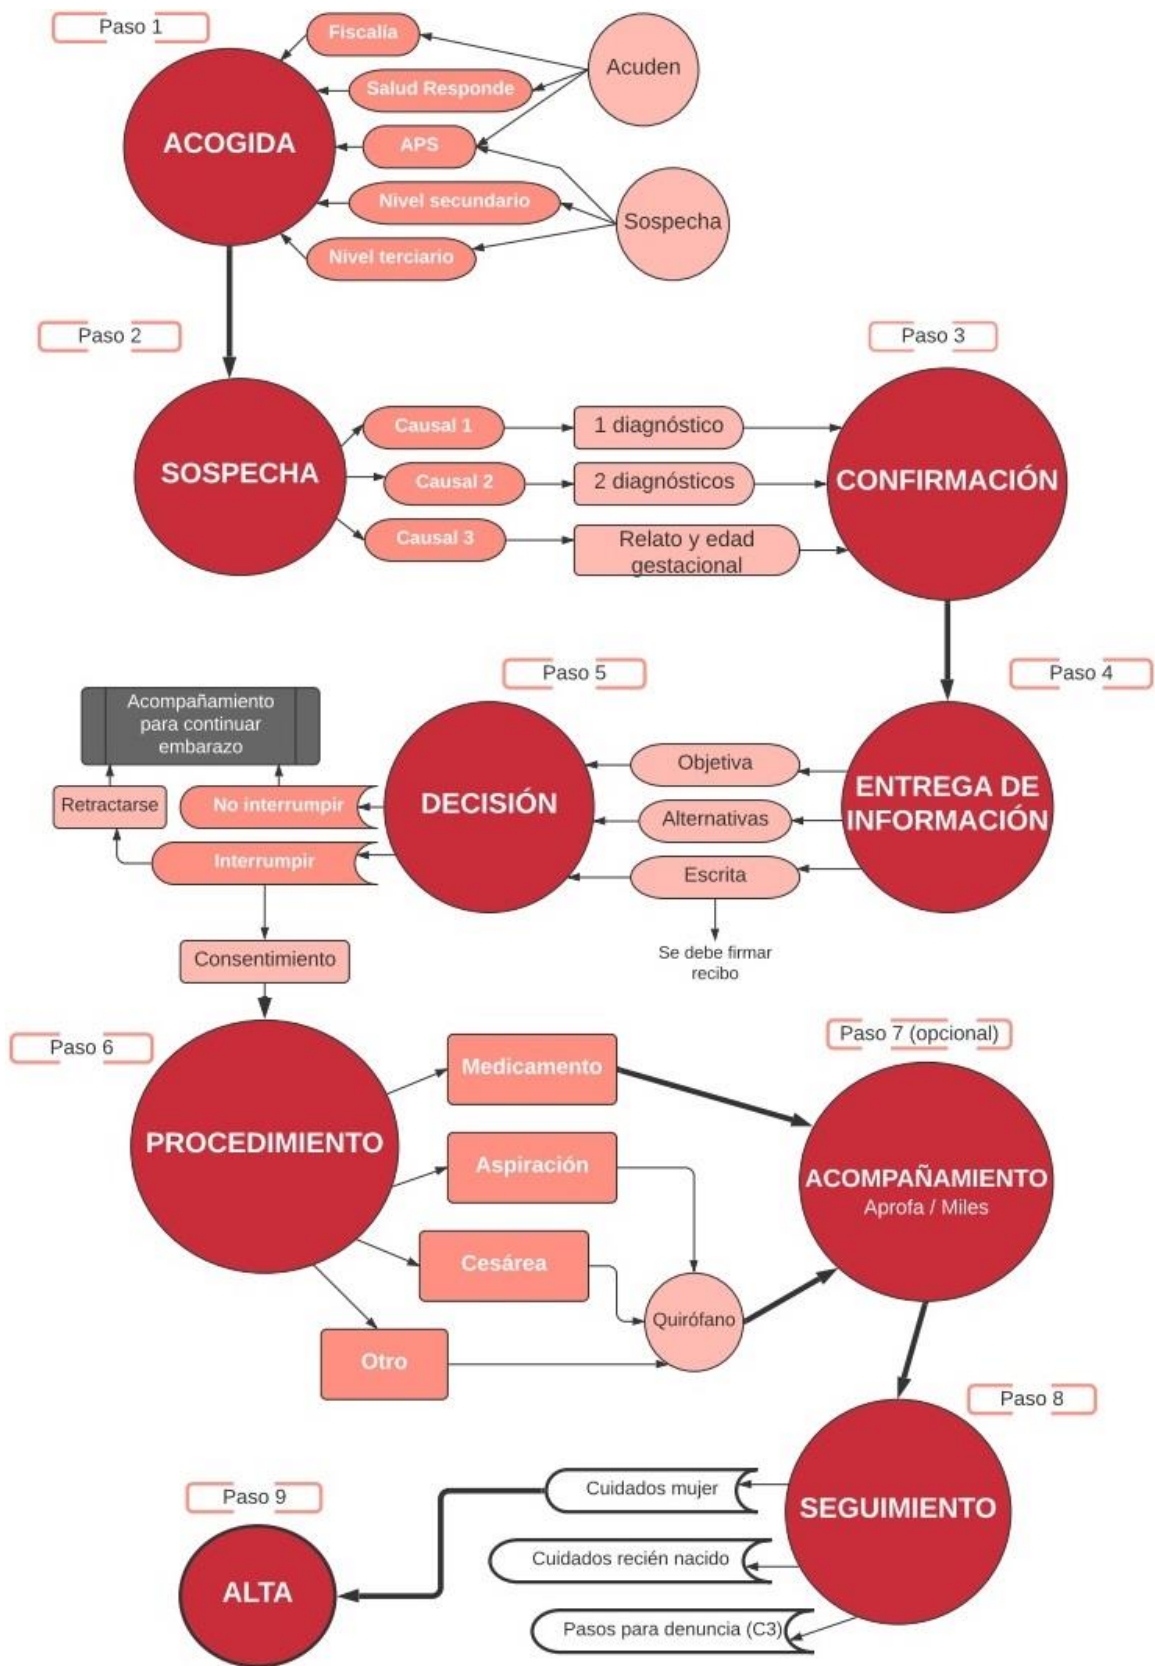 Paso 1
Fiscalía
Acuden
Salud Responde
ACOGIDA
APS
Nivel secundario
Sospecha
Nivel terciario
Paso 2
Paso 3
Causal 1
1 diagnóstico
SOSPECHA
Causal 2
2 diagnósticos
CONFIRMACIÓN
Causal 3
Relato y edad
gestacional
Paso 5
Paso 4
Acompañamiento
para continuar
embarazo
Objetiva
Retractarse
No interrumpir
DECISIÓN
Alternativas
ENTREGA DE
INFORMACIÓN
Interrumpir
Escrita
Consentimiento
Se debe firmar
recibo
Paso 6
Paso 7 (opcional)
Medicamento
PROCEDIMIENTO
Aspiración
ACOMPAÑAMIENTO
Aprofa / Miles
Cesárea
Quirófano
Otro
Paso 8
Paso 9
Cuidados mujer
SEGUIMIENTO
Cuidados recién nacido
ALTA
Pasos para denuncia (C3)